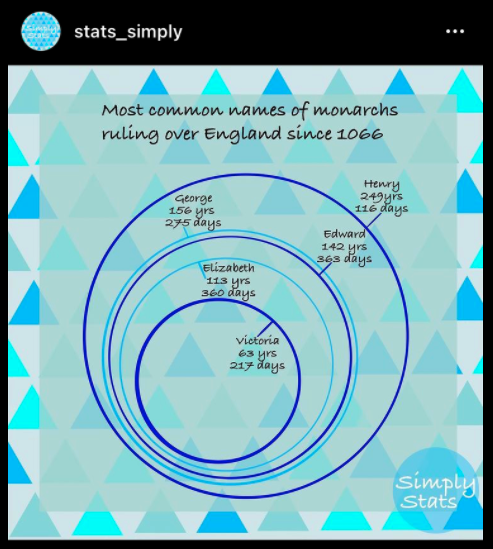 stats_simply
Most common names of monarchs
ruling over England since 1066
Henry
249yrs
116 days
George
156 yrs
275 days
Edward
142 yrs
363 days
Elizabeth
113 yrs
360 days
Victoria
63 yrs
217 days
Simply
Stats